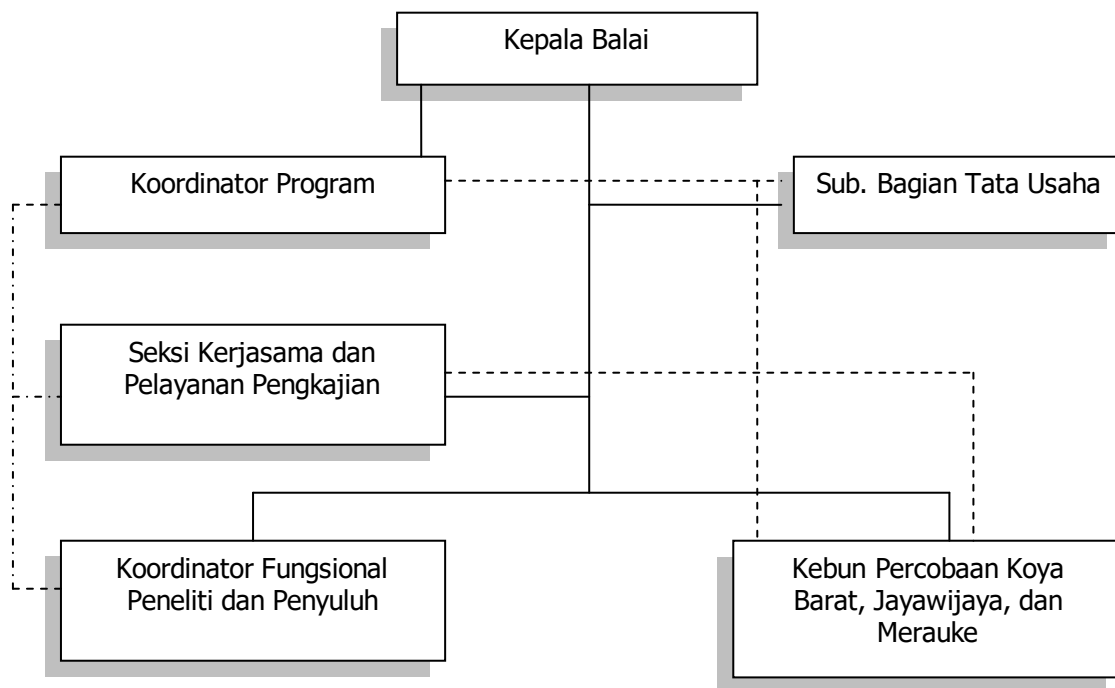 Kepala Balai
Koordinator Program
Sub. Bagian Tata Usaha
Seksi Kerjasama dan
Pelayanan Pengkajian
Koordinator Fungsional
Peneliti dan Penyuluh
Kebun Percobaan Koya
Barat, Jayawijaya, dan
Merauke